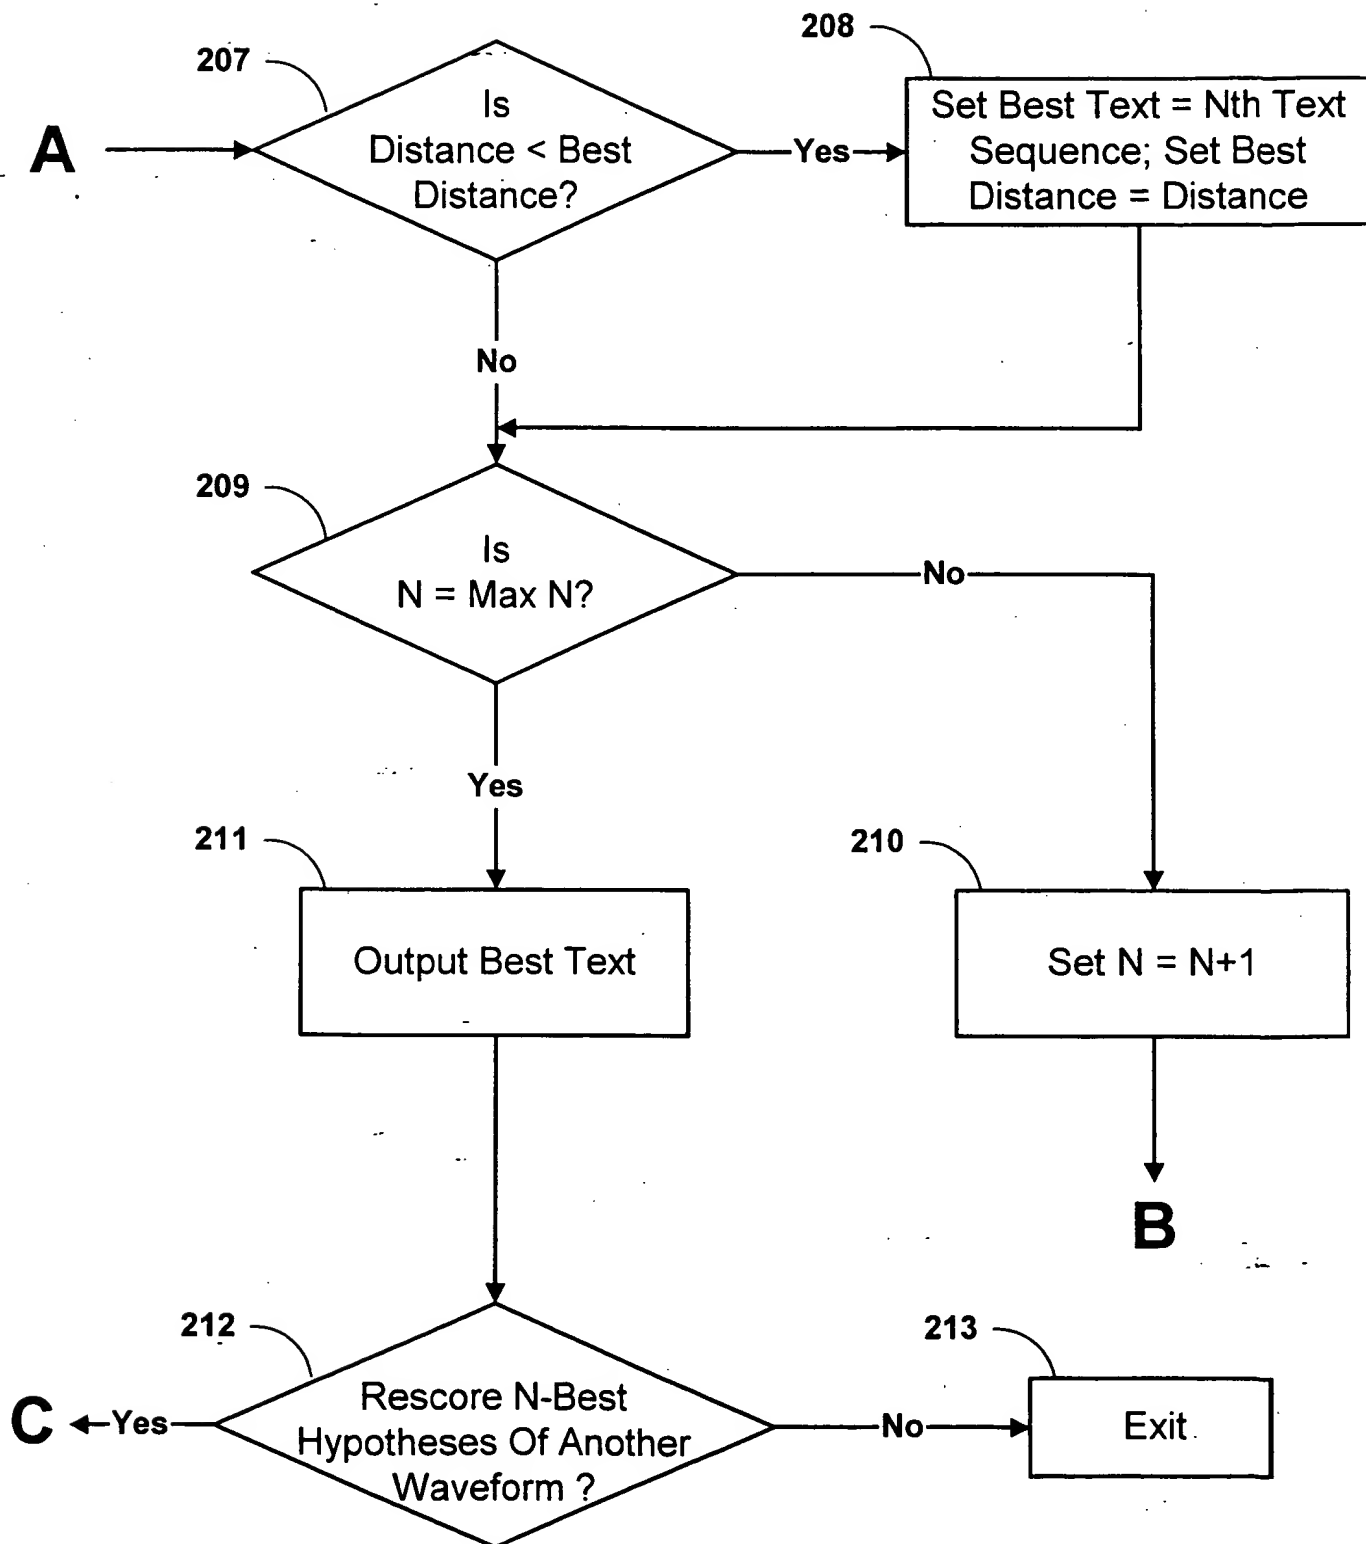 207
208
A
Is
Distance < Best
Distance?
Yes
Set Best Text = Nth Text
Sequence; Set Best
Distance = Distance
No
209
Is
N = Max N?
No
Yes
211
210
Output Best Text
Set N = N+1
B
212
213
C
Yes
Rescore N-Best
Hypotheses Of Another
Waveform ?
No
Exit